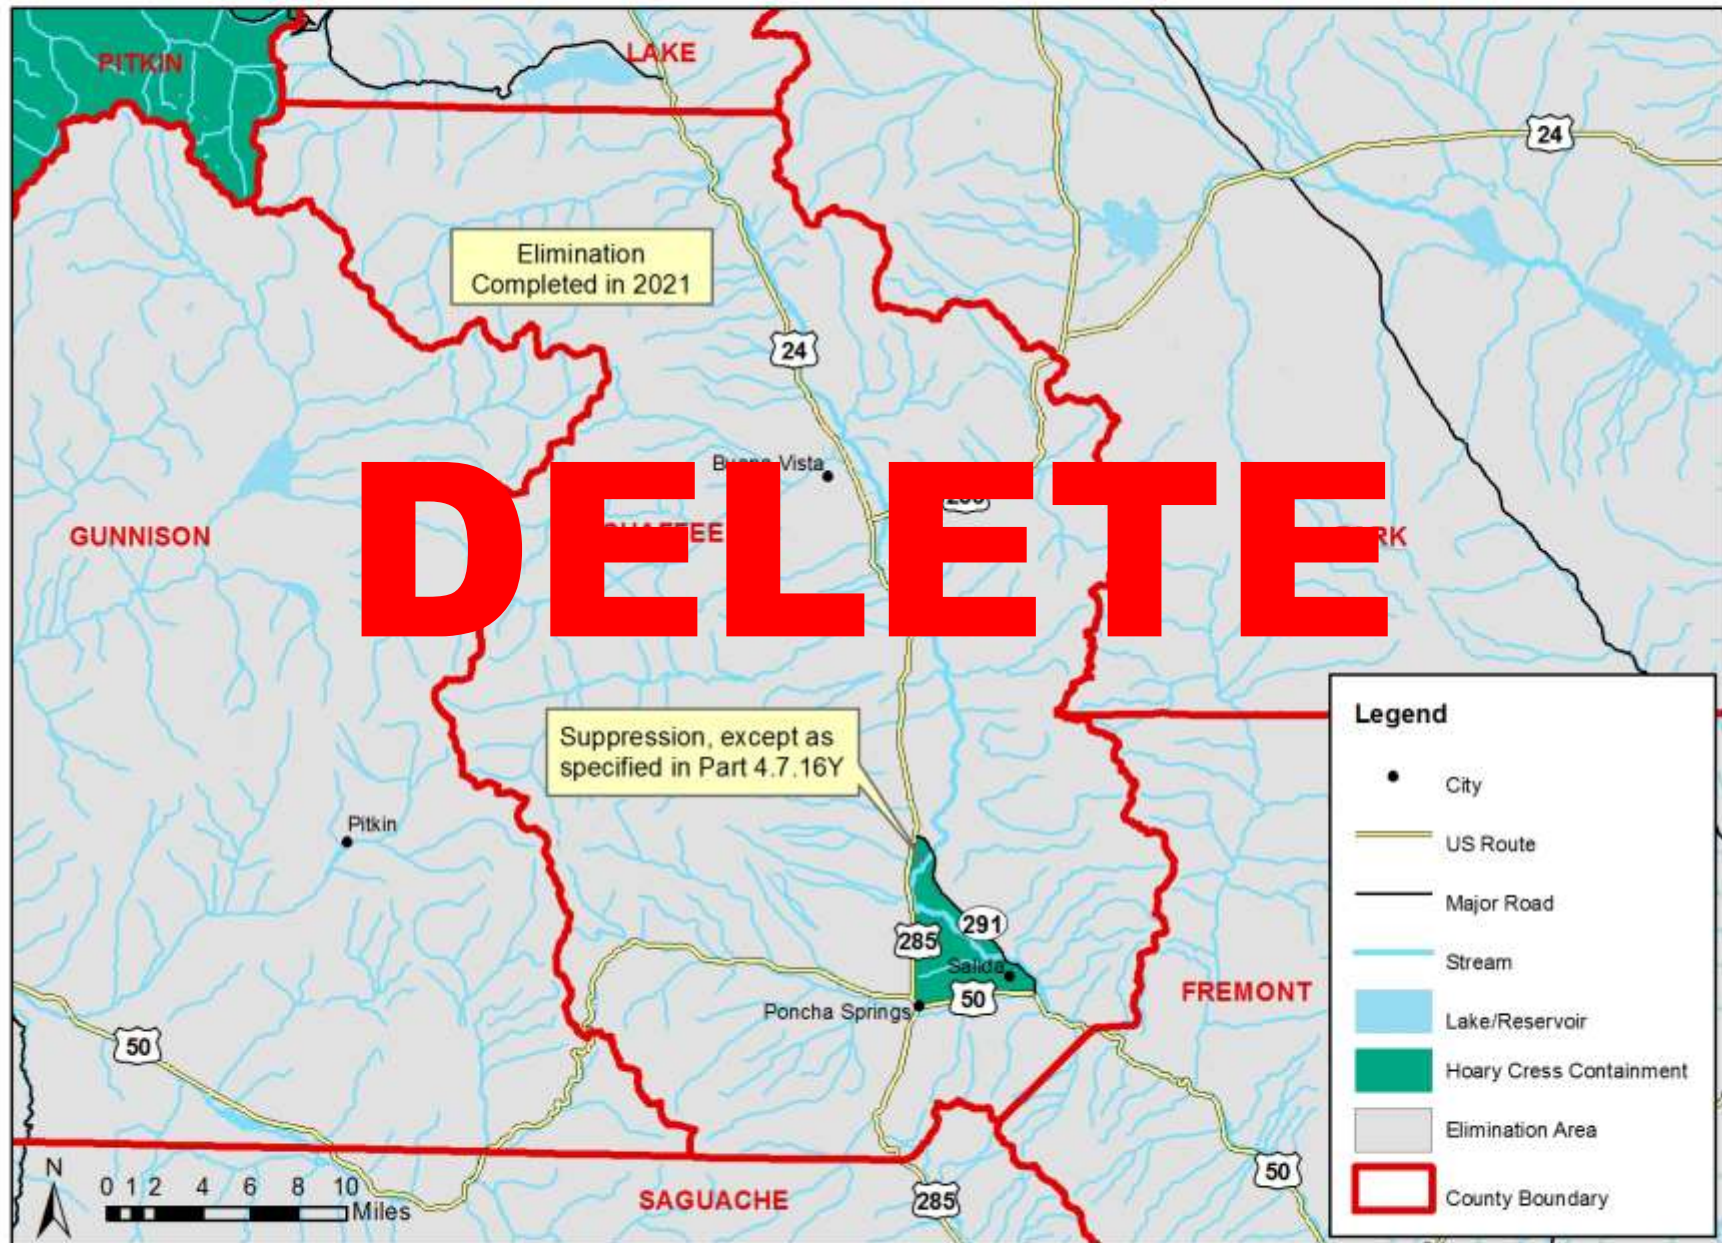 PITKIN
LAKE
24
Elimination
Completed in 2021
24
Buena Vista
DELETE
GUNNISON
CHAFFEE
Suppression, except as
specified in Part 4.7.16Y
Pitkin
291
285
Salida
50
Poncha Springs
FREMONT
50
50
SAGUACHE
285
N
0 1 2 4 6 8 10
Miles
Legend
City
US Route
Major Road
Stream
Lake/Reservoir
Hoary Cress Containment
Elimination Area
County Boundary